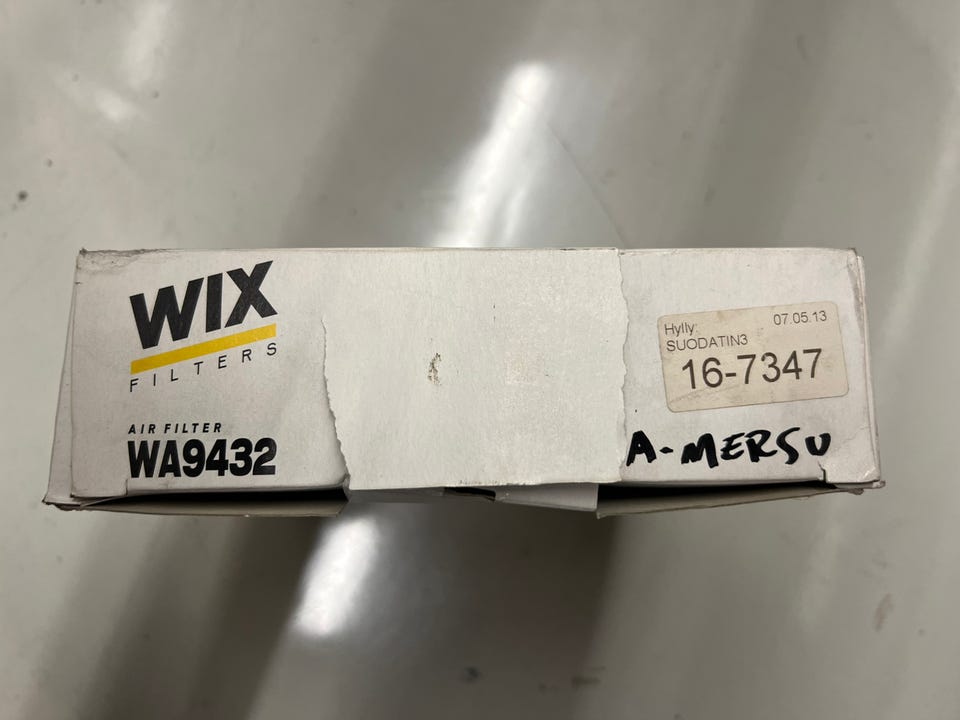 WIX
FILTERS
AIR FILTER
WA9432
Hylly: 07.05.13
SUODATIN3
16-7347
A-MERSU